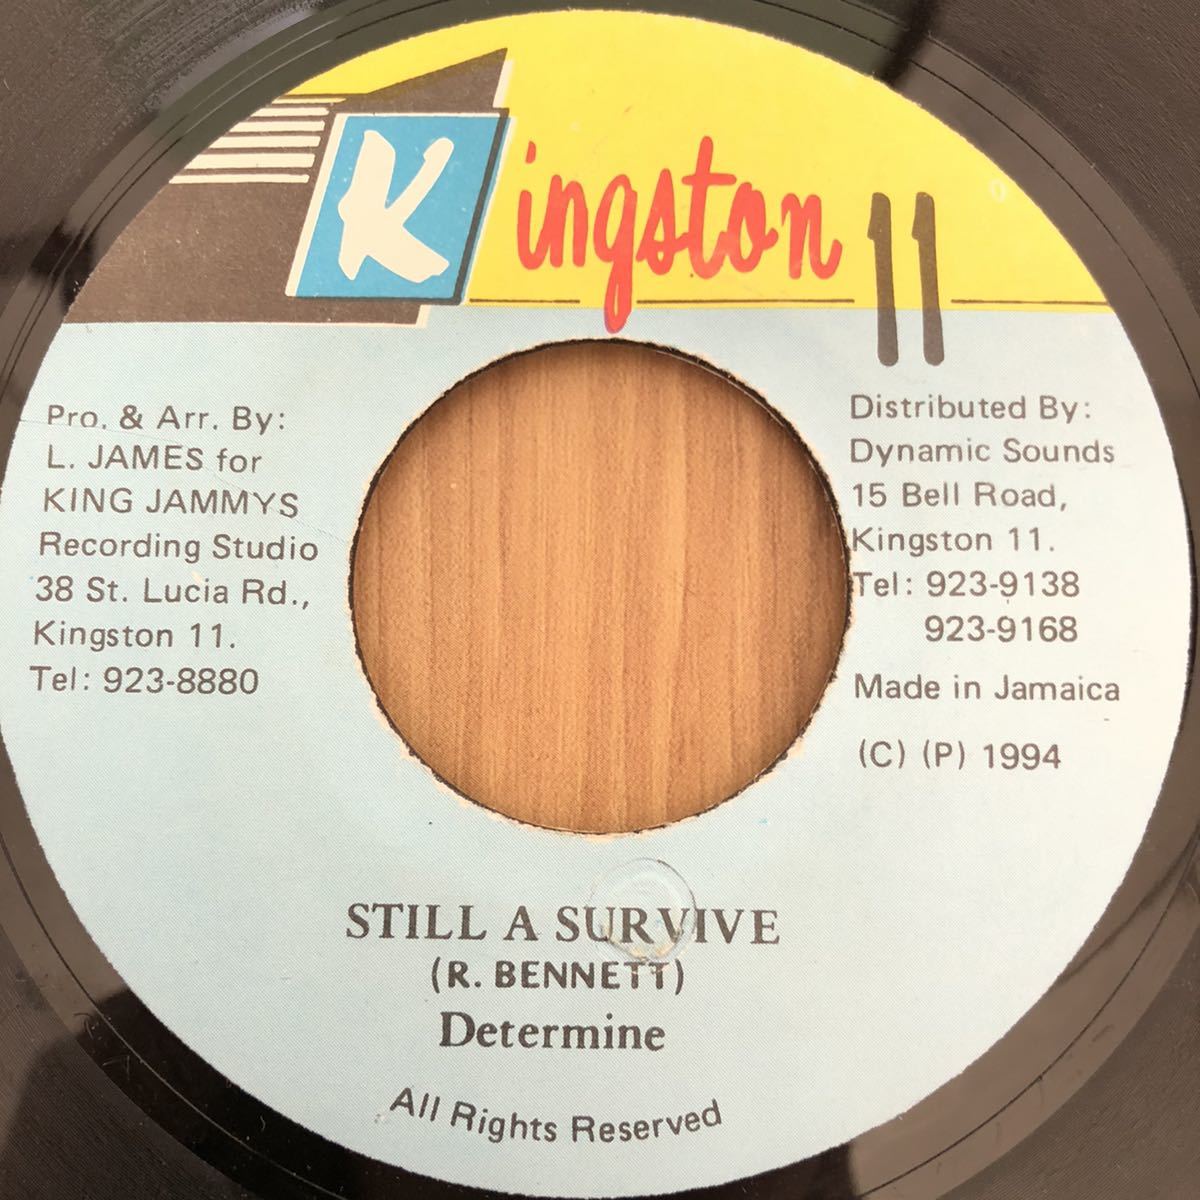 Kingston 11
Pro. & Arr. By:
L. JAMES for
KING JAMMYS
Recording Studio
38 St. Lucia Rd.,
Kingston 11.
Tel: 923-8880
Distributed By:
Dynamic Sounds
15 Bell Road,
Kingston 11.
Tel: 923-9138
923-9168
Made in Jamaica
(C) (P) 1994
STILL A SURVIVE
(R. BENNETT)
Determine
All Rights Reserved